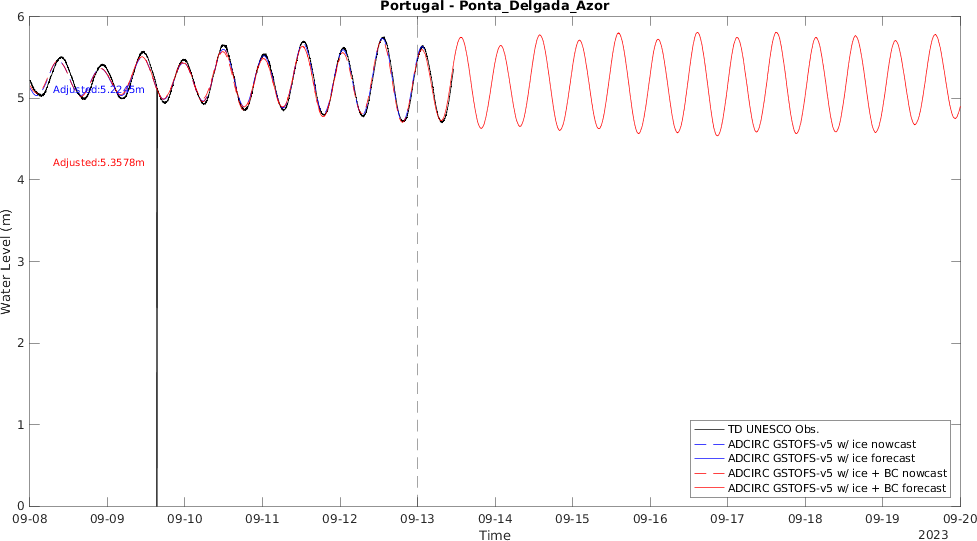 Portugal - Ponta_Delgada_Azor
6
5
4
3
2
1
0
Water Level (m)
Adjusted:5.2245m
Adjusted:5.3578m
TD UNESCO Obs.
ADCIRC GSTOFS-v5 w/ ice nowcast
ADCIRC GSTOFS-v5 w/ ice forecast
ADCIRC GSTOFS-v5 w/ ice + BC nowcast
ADCIRC GSTOFS-v5 w/ ice + BC forecast
09-08 09-09 09-10 09-11 09-12 09-13 09-14 09-15 09-16 09-17 09-18 09-19 09-20
Time
2023